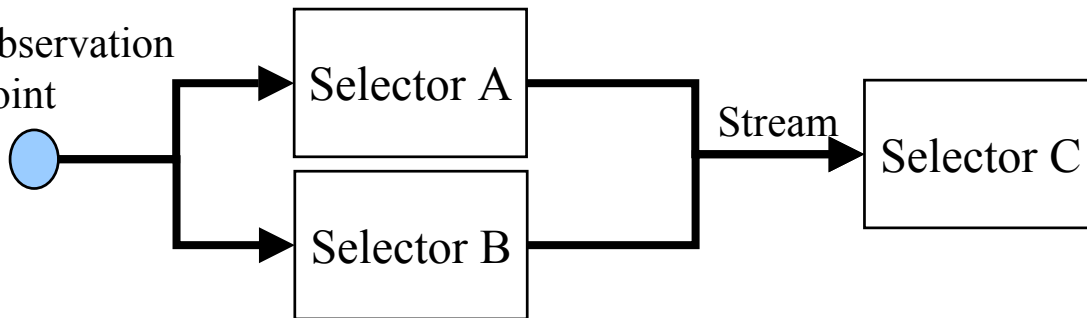 bservation
oint
Selector A
Stream
Selector C
Selector B